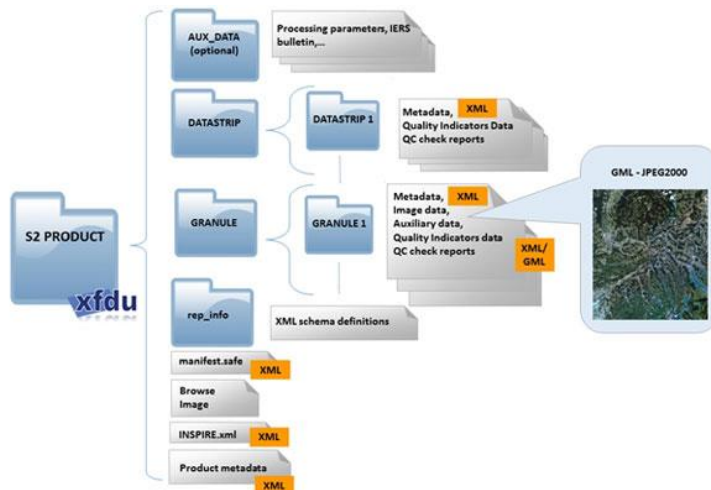 AUX_DATA
(optional)
Processing parameters, IERS
bulletin,...
DATASTRIP
DATASTRIP 1
Metadata,
XML
Quality Indicators Data
QC check reports
GML - JPEG2000
S2 PRODUCT
xfdu
GRANULE
GRANULE 1
Metadata,
XML
Image data,
Auxiliary data,
Quality Indicators data
QC check reports
XML/
GML
rep_info
XML schema definitions
manifest.safe
XML
Browse
Image
INSPIRE.xml
XML
Product metadata
XML